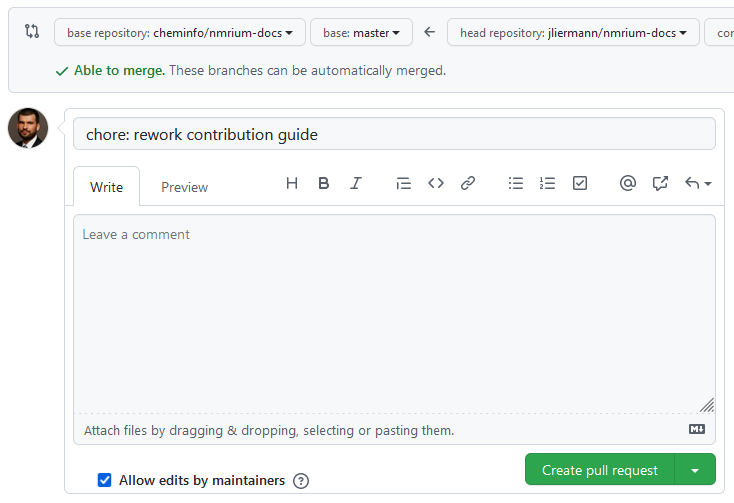 base repository: cheminfo/nmrium-docs base: master head repository: jliermann/nmrium-docs
Able to merge. These branches can be automatically merged.
chore: rework contribution guide
Write Preview H B I
Leave a comment
Attach files by dragging & dropping, selecting or pasting them.
Allow edits by maintainers ?
Create pull request